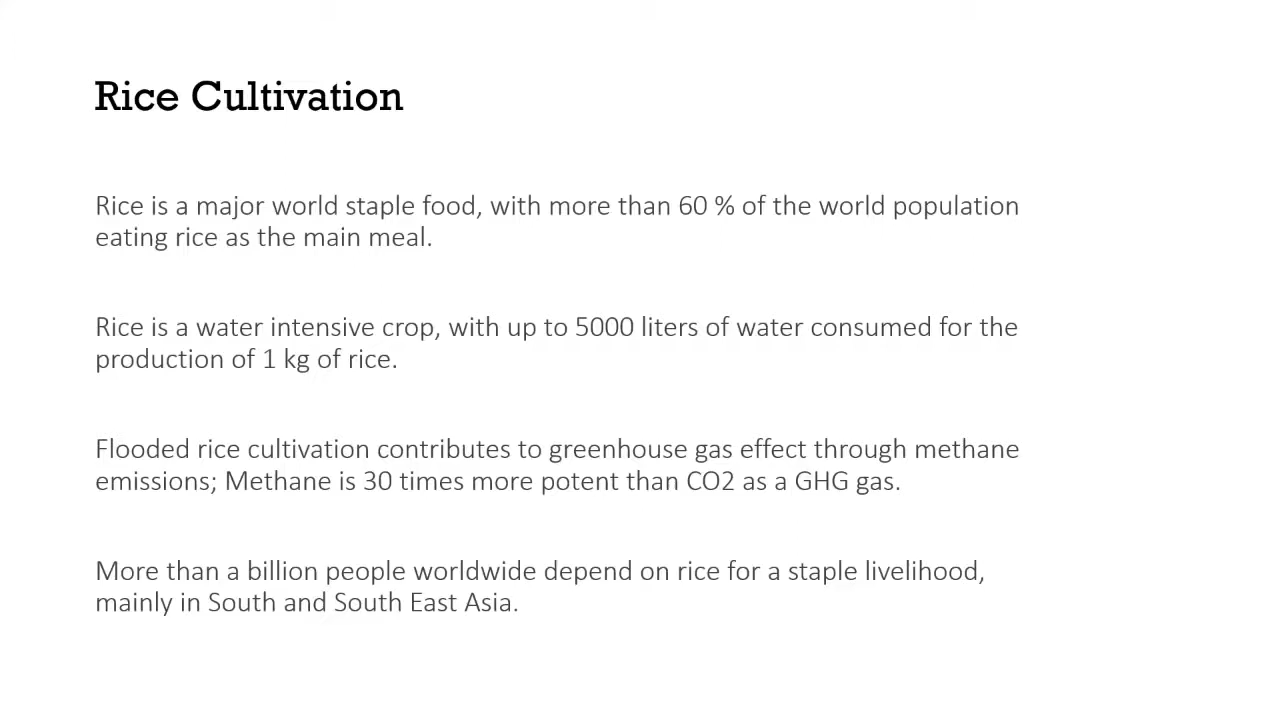 Rice Cultivation
Rice is a major world staple food, with more than 60 % of the world population
eating rice as the main meal.
Rice is a water intensive crop, with up to 5000 liters of water consumed for the
production of 1 kg of rice.
Flooded rice cultivation contributes to greenhouse gas effect through methane
emissions; Methane is 30 times more potent than CO2 as a GHG gas.
More than a billion people worldwide depend on rice for a staple livelihood,
mainly in South and South East Asia.